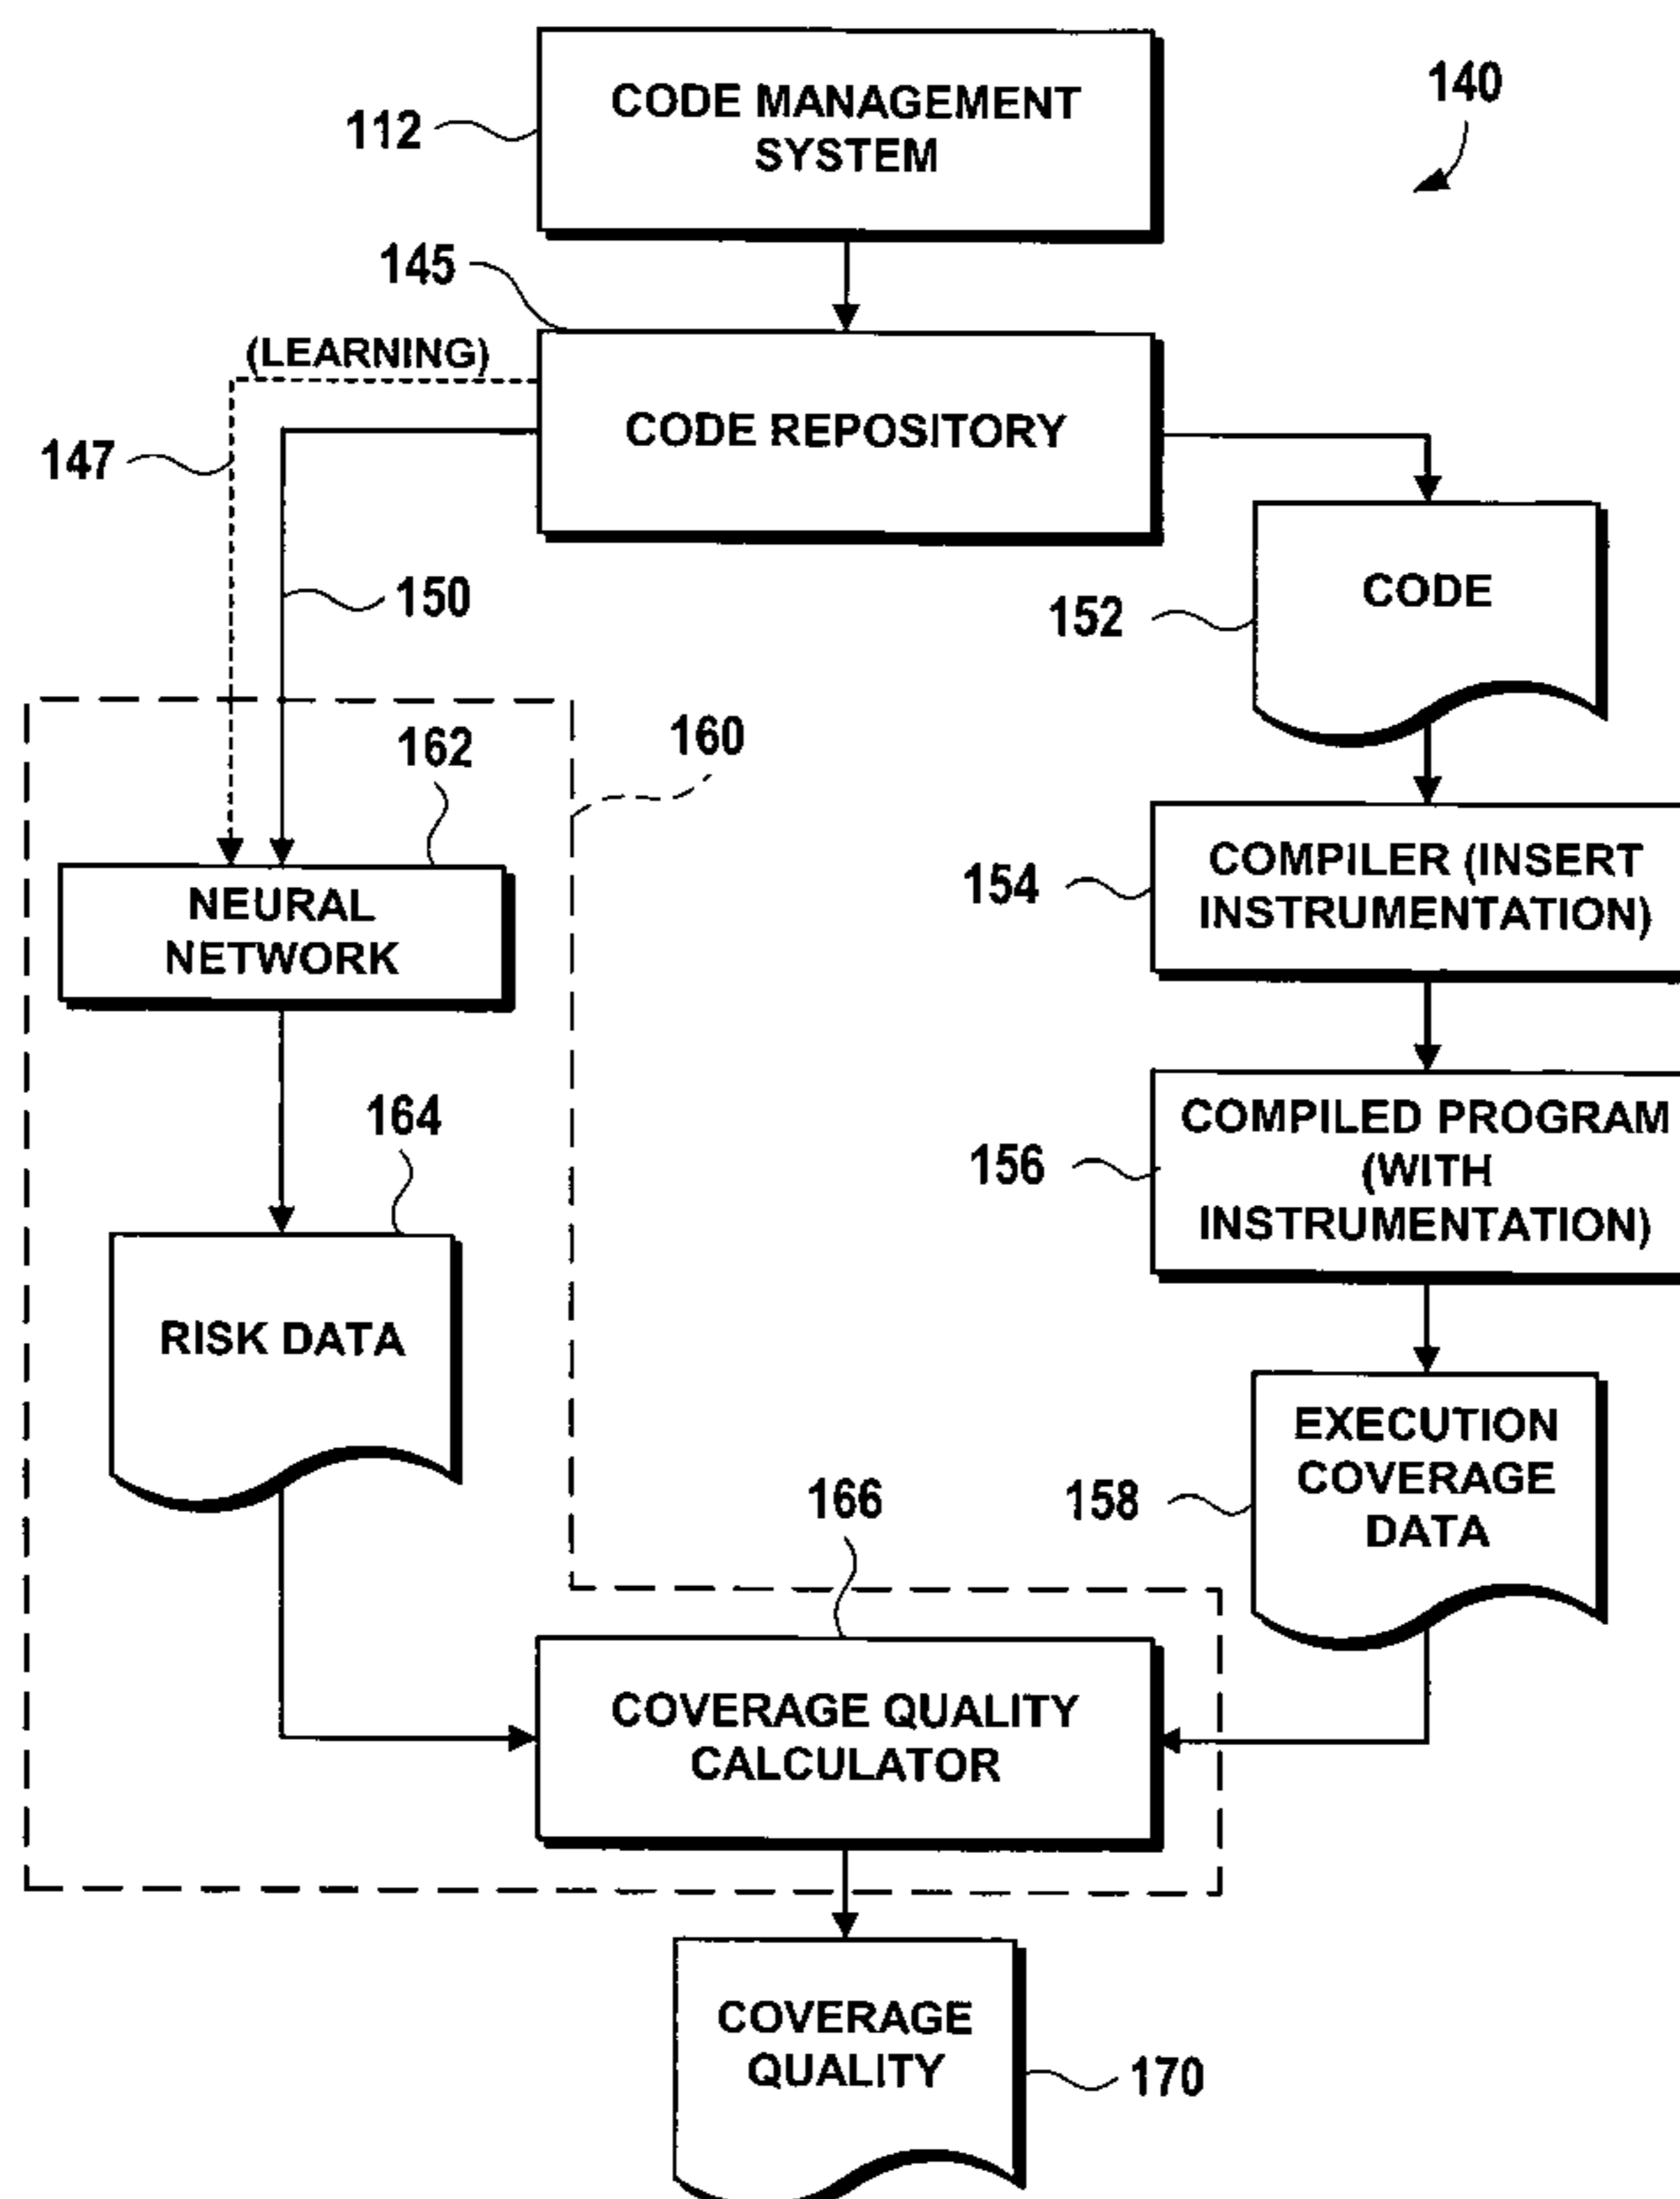 CODE MANAGEMENT
SYSTEM
112
140
145
(LEARNING)
CODE REPOSITORY
147
150
CODE
152
160
162
NEURAL
NETWORK
COMPILER (INSERT
INSTRUMENTATION)
154
164
COMPILED PROGRAM
(WITH
INSTRUMENTATION)
156
RISK DATA
EXECUTION
COVERAGE
DATA
158
166
COVERAGE QUALITY
CALCULATOR
COVERAGE
QUALITY
170